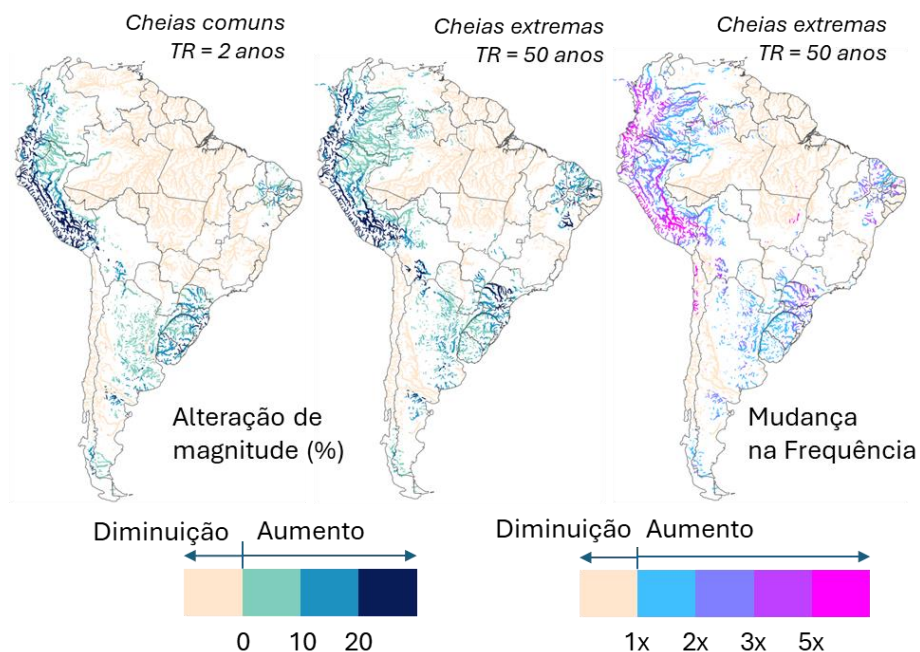 Cheias comuns
TR = 2 anos
Cheias extremas
TR = 50 anos
Cheias extremas
TR = 50 anos
Alteração de
magnitude (%)
Mudança
na Frequência
Diminuição
Aumento
0
10
20
Diminuição
Aumento
1x
2x
3x
5x